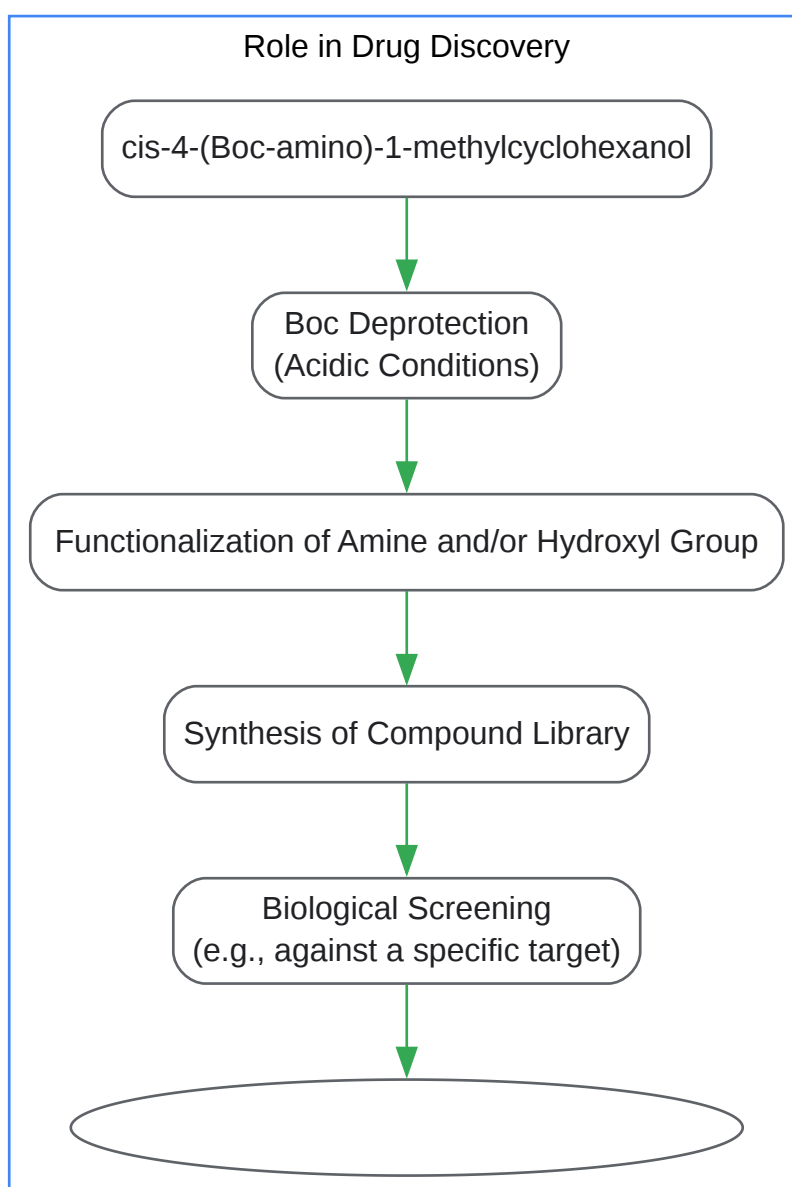 Role in Drug Discovery
cis-4-(Boc-amino)-1-methylcyclohexanol
Boc Deprotection
(Acidic Conditions)
Functionalization of Amine and/or Hydroxyl Group
Synthesis of Compound Library
Biological Screening
(e.g., against a specific target)